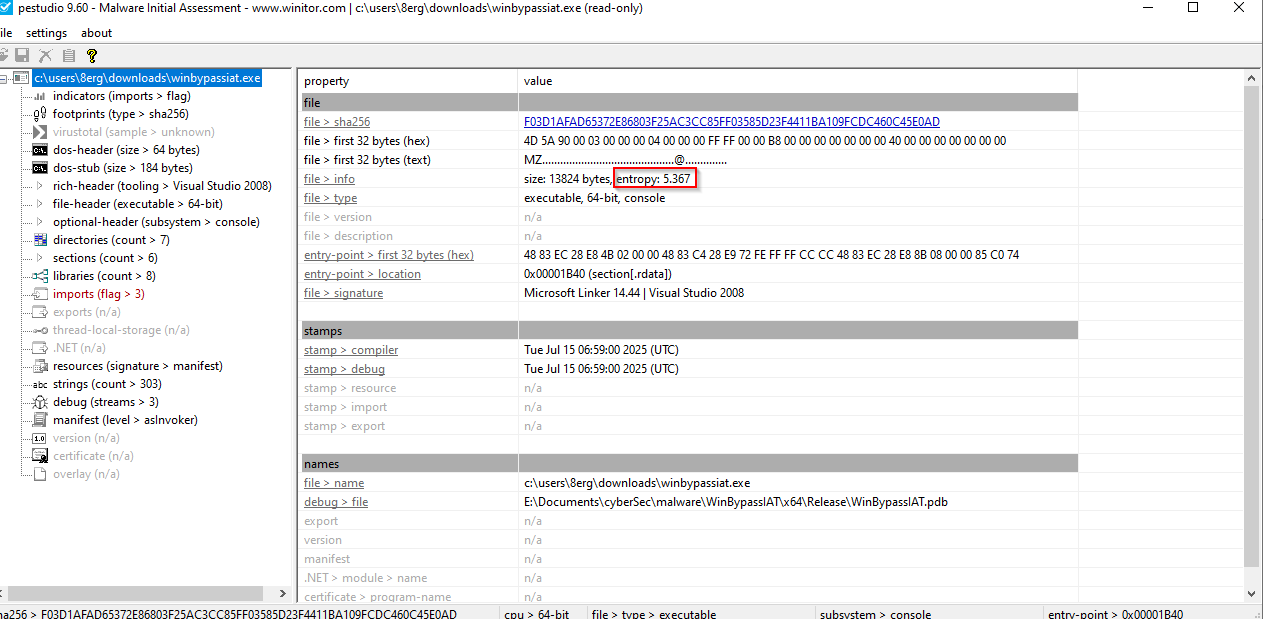 pestudio 9.60 - Malware Initial Assessment - www.winitor.com | c:\users\8erg\downloads\winbypassiat.exe (read-only)
ile settings about
c:\users\8erg\downloads\winbypassiat.exe
indicators (imports > flag)
footprints (type > sha256)
virustotal (sample > unknown)
dos-header (size > 64 bytes)
dos-stub (size > 184 bytes)
rich-header (tooling > Visual Studio 2008)
file-header (executable > 64-bit)
optional-header (subsystem > console)
directories (count > 7)
sections (count > 6)
libraries (count > 8)
imports (flag > 3)
exports (n/a)
thread-local-storage (n/a)
.NET (n/a)
resources (signature > manifest)
abc strings (count > 303)
debug (streams > 3)
manifest (level > asInvoker)
1.0 version (n/a)
certificate (n/a)
overlay (n/a)
property value
file
file > sha256 F03D1AFAD65372E86803F25AC3CC85FF03585D23F4411BA109FCDC460C45E0AD
file > first 32 bytes (hex) 4D 5A 90 00 03 00 00 00 04 00 00 00 FF FF 00 00 B8 00 00 00 00 00 00 00 40 00 00 00 00 00 00 00
file > first 32 bytes (text) MZ............................................@..............
file > info size: 13824 bytes, entropy: 5.367
file > type executable, 64-bit, console
file > version n/a
file > description n/a
entry-point > first 32 bytes (hex) 48 83 EC 28 E8 4B 02 00 00 48 83 C4 28 E9 72 FE FF FF CC CC 48 83 EC 28 E8 8B 08 00 00 85 C0 74
entry-point > location 0x00001B40 (section[.rdata])
file > signature Microsoft Linker 14.44 | Visual Studio 2008
stamps
stamp > compiler Tue Jul 15 06:59:00 2025 (UTC)
stamp > debug Tue Jul 15 06:59:00 2025 (UTC)
stamp > resource n/a
stamp > import n/a
stamp > export n/a
names
file > name c:\users\8erg\downloads\winbypassiat.exe
debug > file E:\Documents\cyberSec\malware\WinBypassIAT\x64\Release\WinBypassIAT.pdb
export n/a
version n/a
manifest n/a
.NET > module > name n/a
certificate > program-name n/a
ha256 > F03D1AFAD65372E86803F25AC3CC85FF03585D23F4411BA109FCDC460C45E0AD cpu > 64-bit file > type > executable subsystem > console entry-point > 0x00001B40